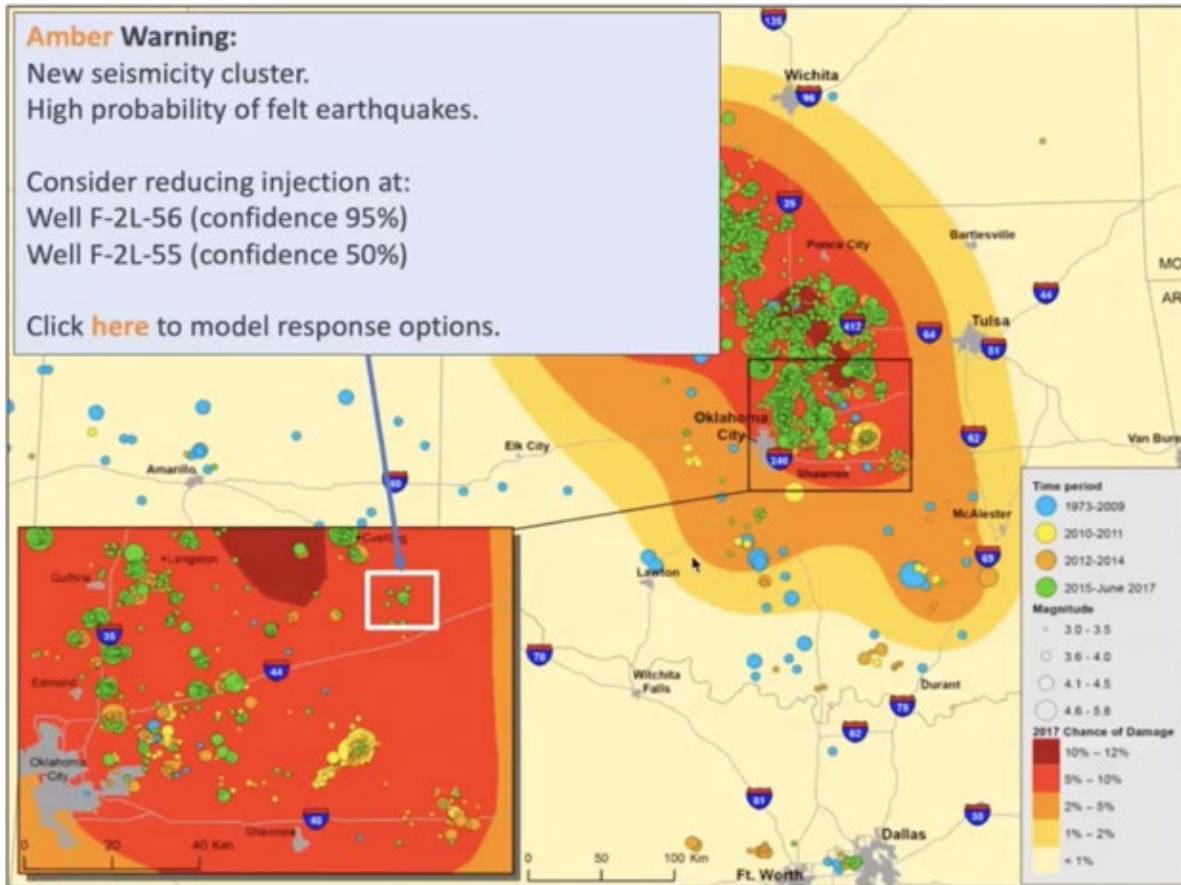 Amber Warning:
New seismicity cluster.
High probability of felt earthquakes.
Consider reducing injection at:
Well F-2L-56 (confidence 95%)
Well F-2L-55 (confidence 50%)
Click here to model response options.
135
Wichita
96
35
Ponca City
Bartlesville
MO
AR
44
412
64
Tulsa
51
Oklahoma
City
240
Shawnee
62
Van Bure
Elk City
Amarillo
40
McAlester
69
Lawton
70
Wichita
Falls
Durant
75
82
81
30
Dallas
Ft. Worth
0 50 100 Km
Cushing
Langston
Guthrie
35
44
Edmond
Oklahoma
City
40
Shawnee
0 20 40 Km
Time period
1973-2009
2010-2011
2012-2014
2015-June 2017
Magnitude
3.0 - 3.5
3.6 - 4.0
4.1 - 4.5
4.6 - 5.8
2017 Chance of Damage
10% – 12%
5% – 10%
2% – 5%
1% – 2%
< 1%